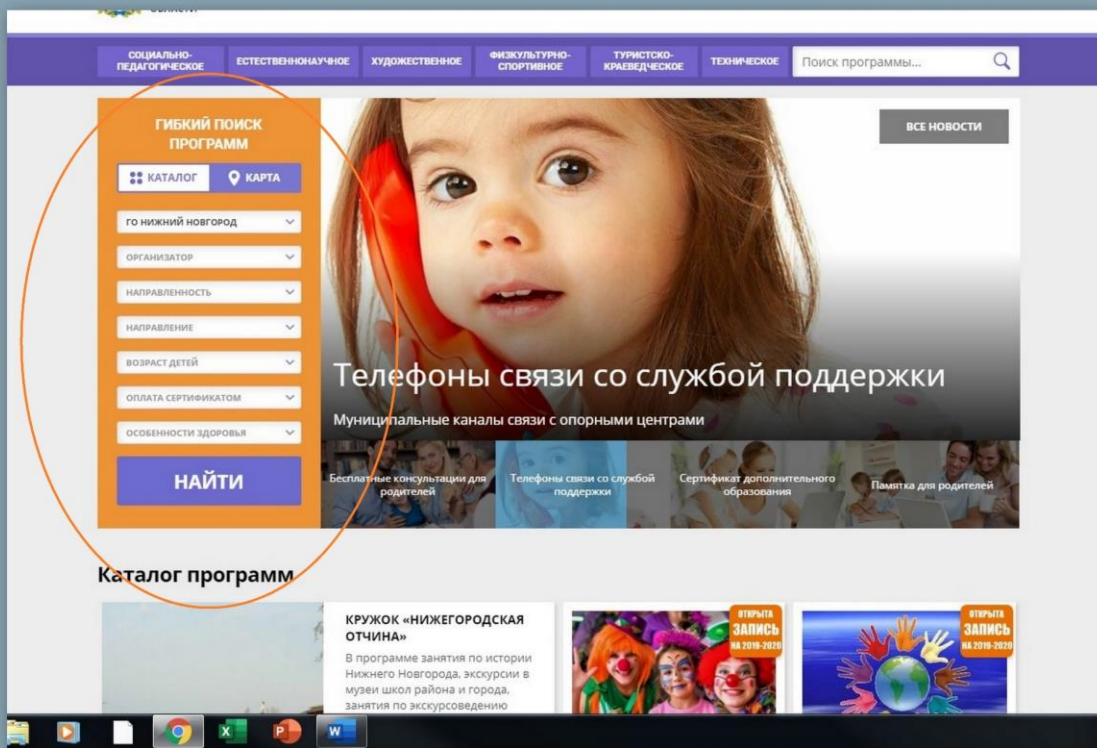 ОБЛАСТИ
СОЦИАЛЬНО-
ПЕДАГОГИЧЕСКОЕ
ЕСТЕСТВЕННОНАУЧНОЕ
ХУДОЖЕСТВЕННОЕ
ФИЗКУЛЬТУРНО-
СПОРТИВНОЕ
ТУРИСТСКО-
КРАЕВЕДЧЕСКОЕ
ТЕХНИЧЕСКОЕ
Поиск программы...
ГИБКИЙ ПОИСК
ПРОГРАММ
КАТАЛОГ
КАРТА
ГО НИЖНИЙ НОВГОРОД
ОРГАНИЗАТОР
НАПРАВЛЕННОСТЬ
НАПРАВЛЕНИЕ
ВОЗРАСТ ДЕТЕЙ
ОПЛАТА СЕРТИФИКАТОМ
ОСОБЕННОСТИ ЗДОРОВЬЯ
НАЙТИ
ВСЕ НОВОСТИ
Телефоны связи со службой поддержки
Муниципальные каналы связи с опорными центрами
Бесплатные консультации для
родителей
Телефоны связи со службой
поддержки
Сертификат дополнительного
образования
Памятка для родителей
Каталог программ
КРУЖОК «НИЖЕГОРОДСКАЯ
ОТЧИНА»
В программе занятия по истории
Нижнего Новгорода, экскурсии в
музеи школ района и города,
занятия по экскурсоведению
ОТКРЫТА
ЗАПИСЬ
НА 2019-2020
ОТКРЫТА
ЗАПИСЬ
НА 2019-2020